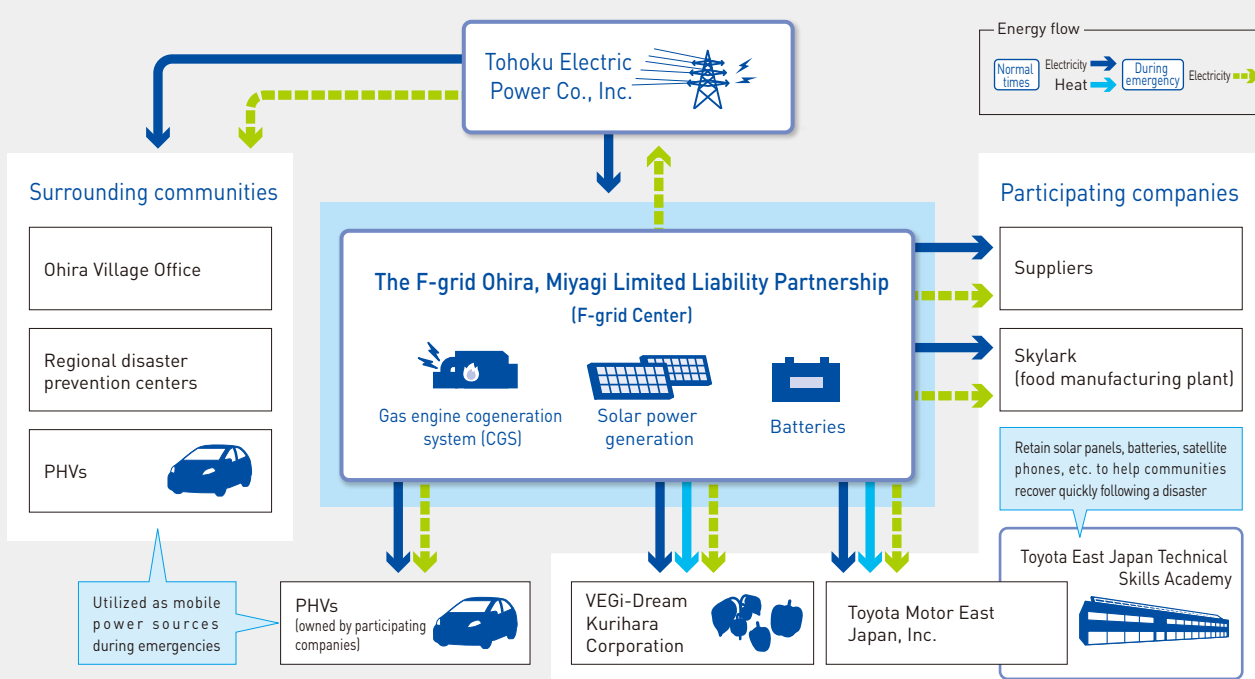 Tohoku Electric
Power Co., Inc.
Energy flow
Normal
times
Electricity
Heat
During
emergency
Electricity
Surrounding communities
Ohira Village Office
Regional disaster
prevention centers
PHVs
The F-grid Ohira, Miyagi Limited Liability Partnership
(F-grid Center)
Gas engine cogeneration
system (CGS)
Solar power
generation
Batteries
Participating companies
Suppliers
Skylark
(food manufacturing plant)
Retain solar panels, batteries, satellite
phones, etc. to help communities
recover quickly following a disaster
Toyota East Japan Technical
Skills Academy
Utilized as mobile
power sources
during emergencies
PHVs
(owned by participating
companies)
VEGi-Dream
Kurihara
Corporation
Toyota Motor East
Japan, Inc.